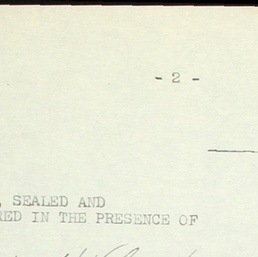 - 2 -
, SEALED AND
RED IN THE PRESENCE OF